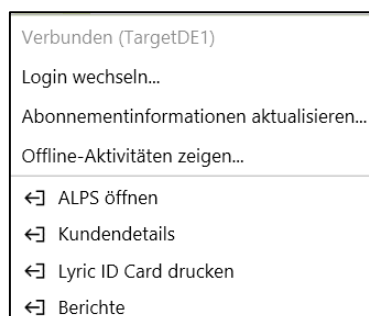 Verbunden (TargetDE1)
Login wechseln...
Abonnementinformationen aktualisieren...
Offline-Aktivitäten zeigen...
ALPS öffnen
Kundendetails
Lyric ID Card drucken
Berichte